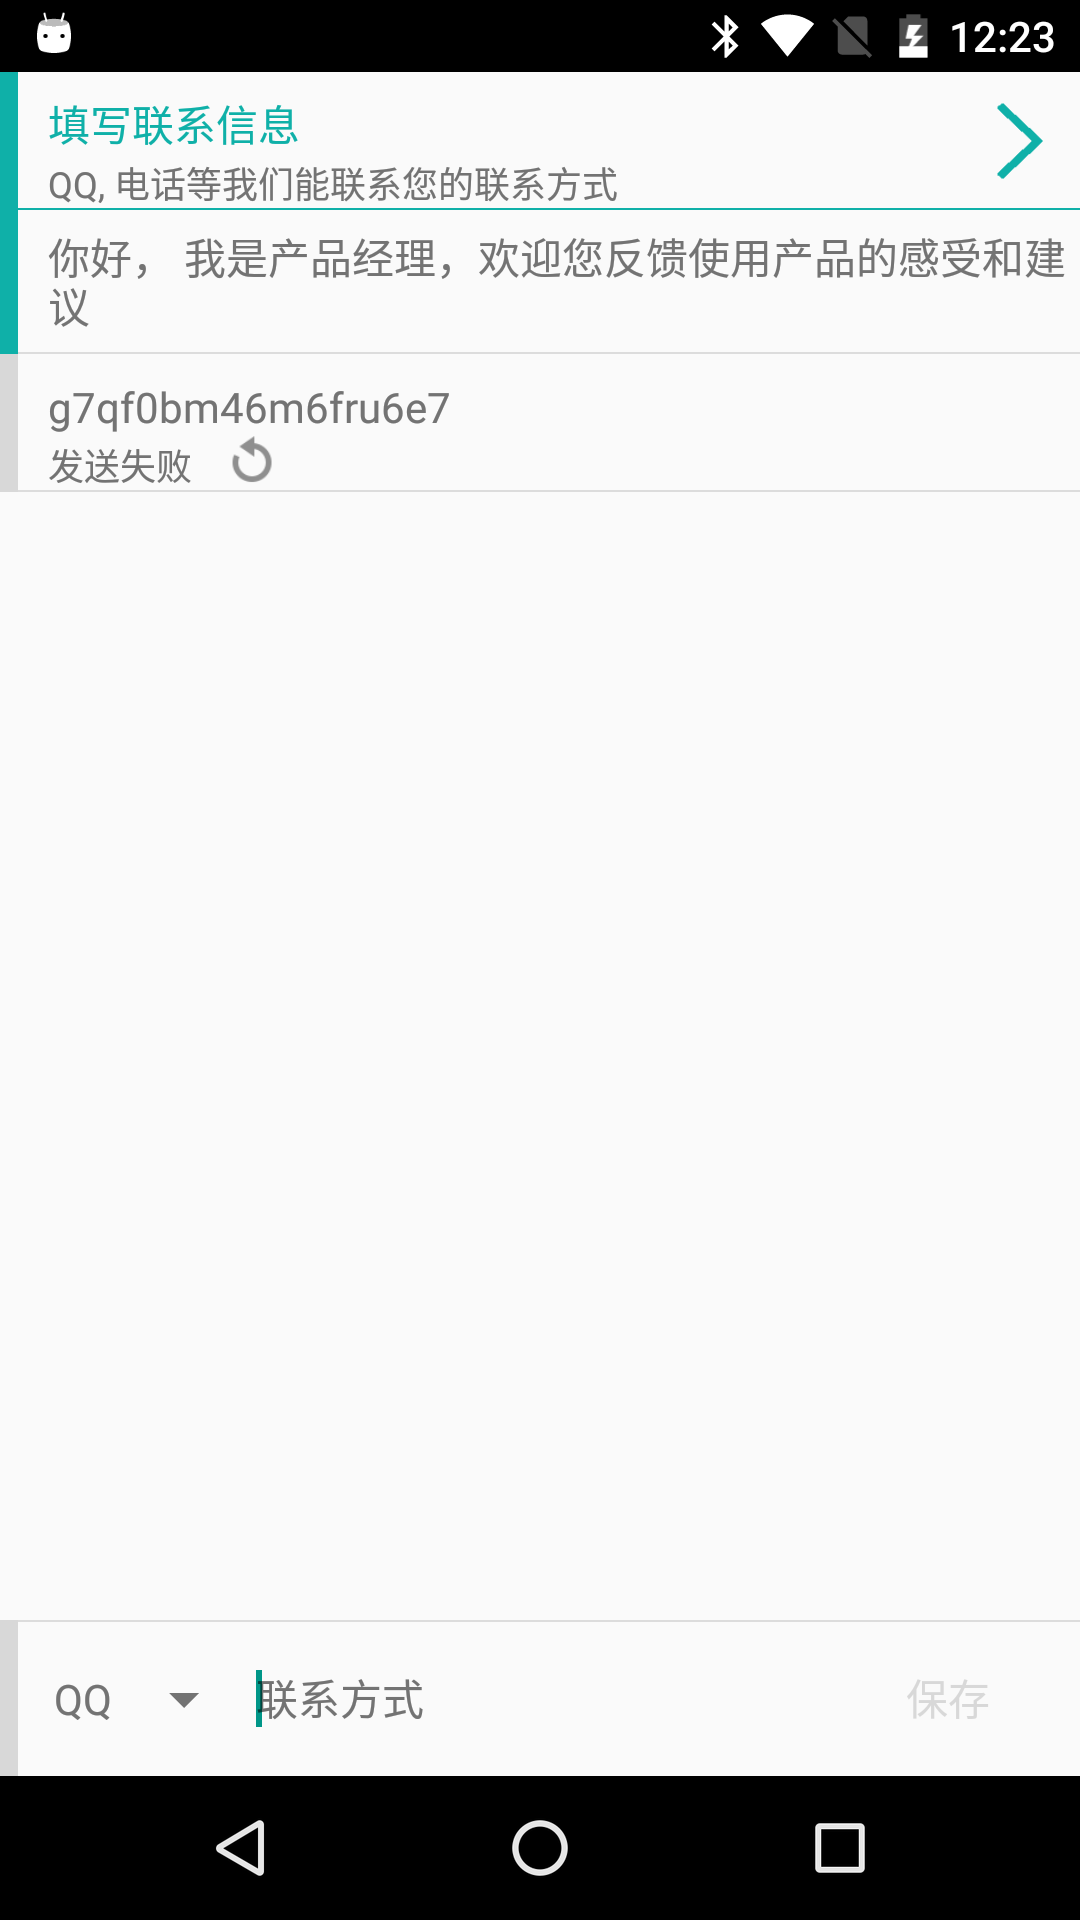 12:23
填写联系信息
QQ, 电话等我们能联系您的联系方式
你好， 我是产品经理，欢迎您反馈使用产品的感受和建
议
g7qf0bm46m6fru6e7
发送失败
QQ
联系方式
保存